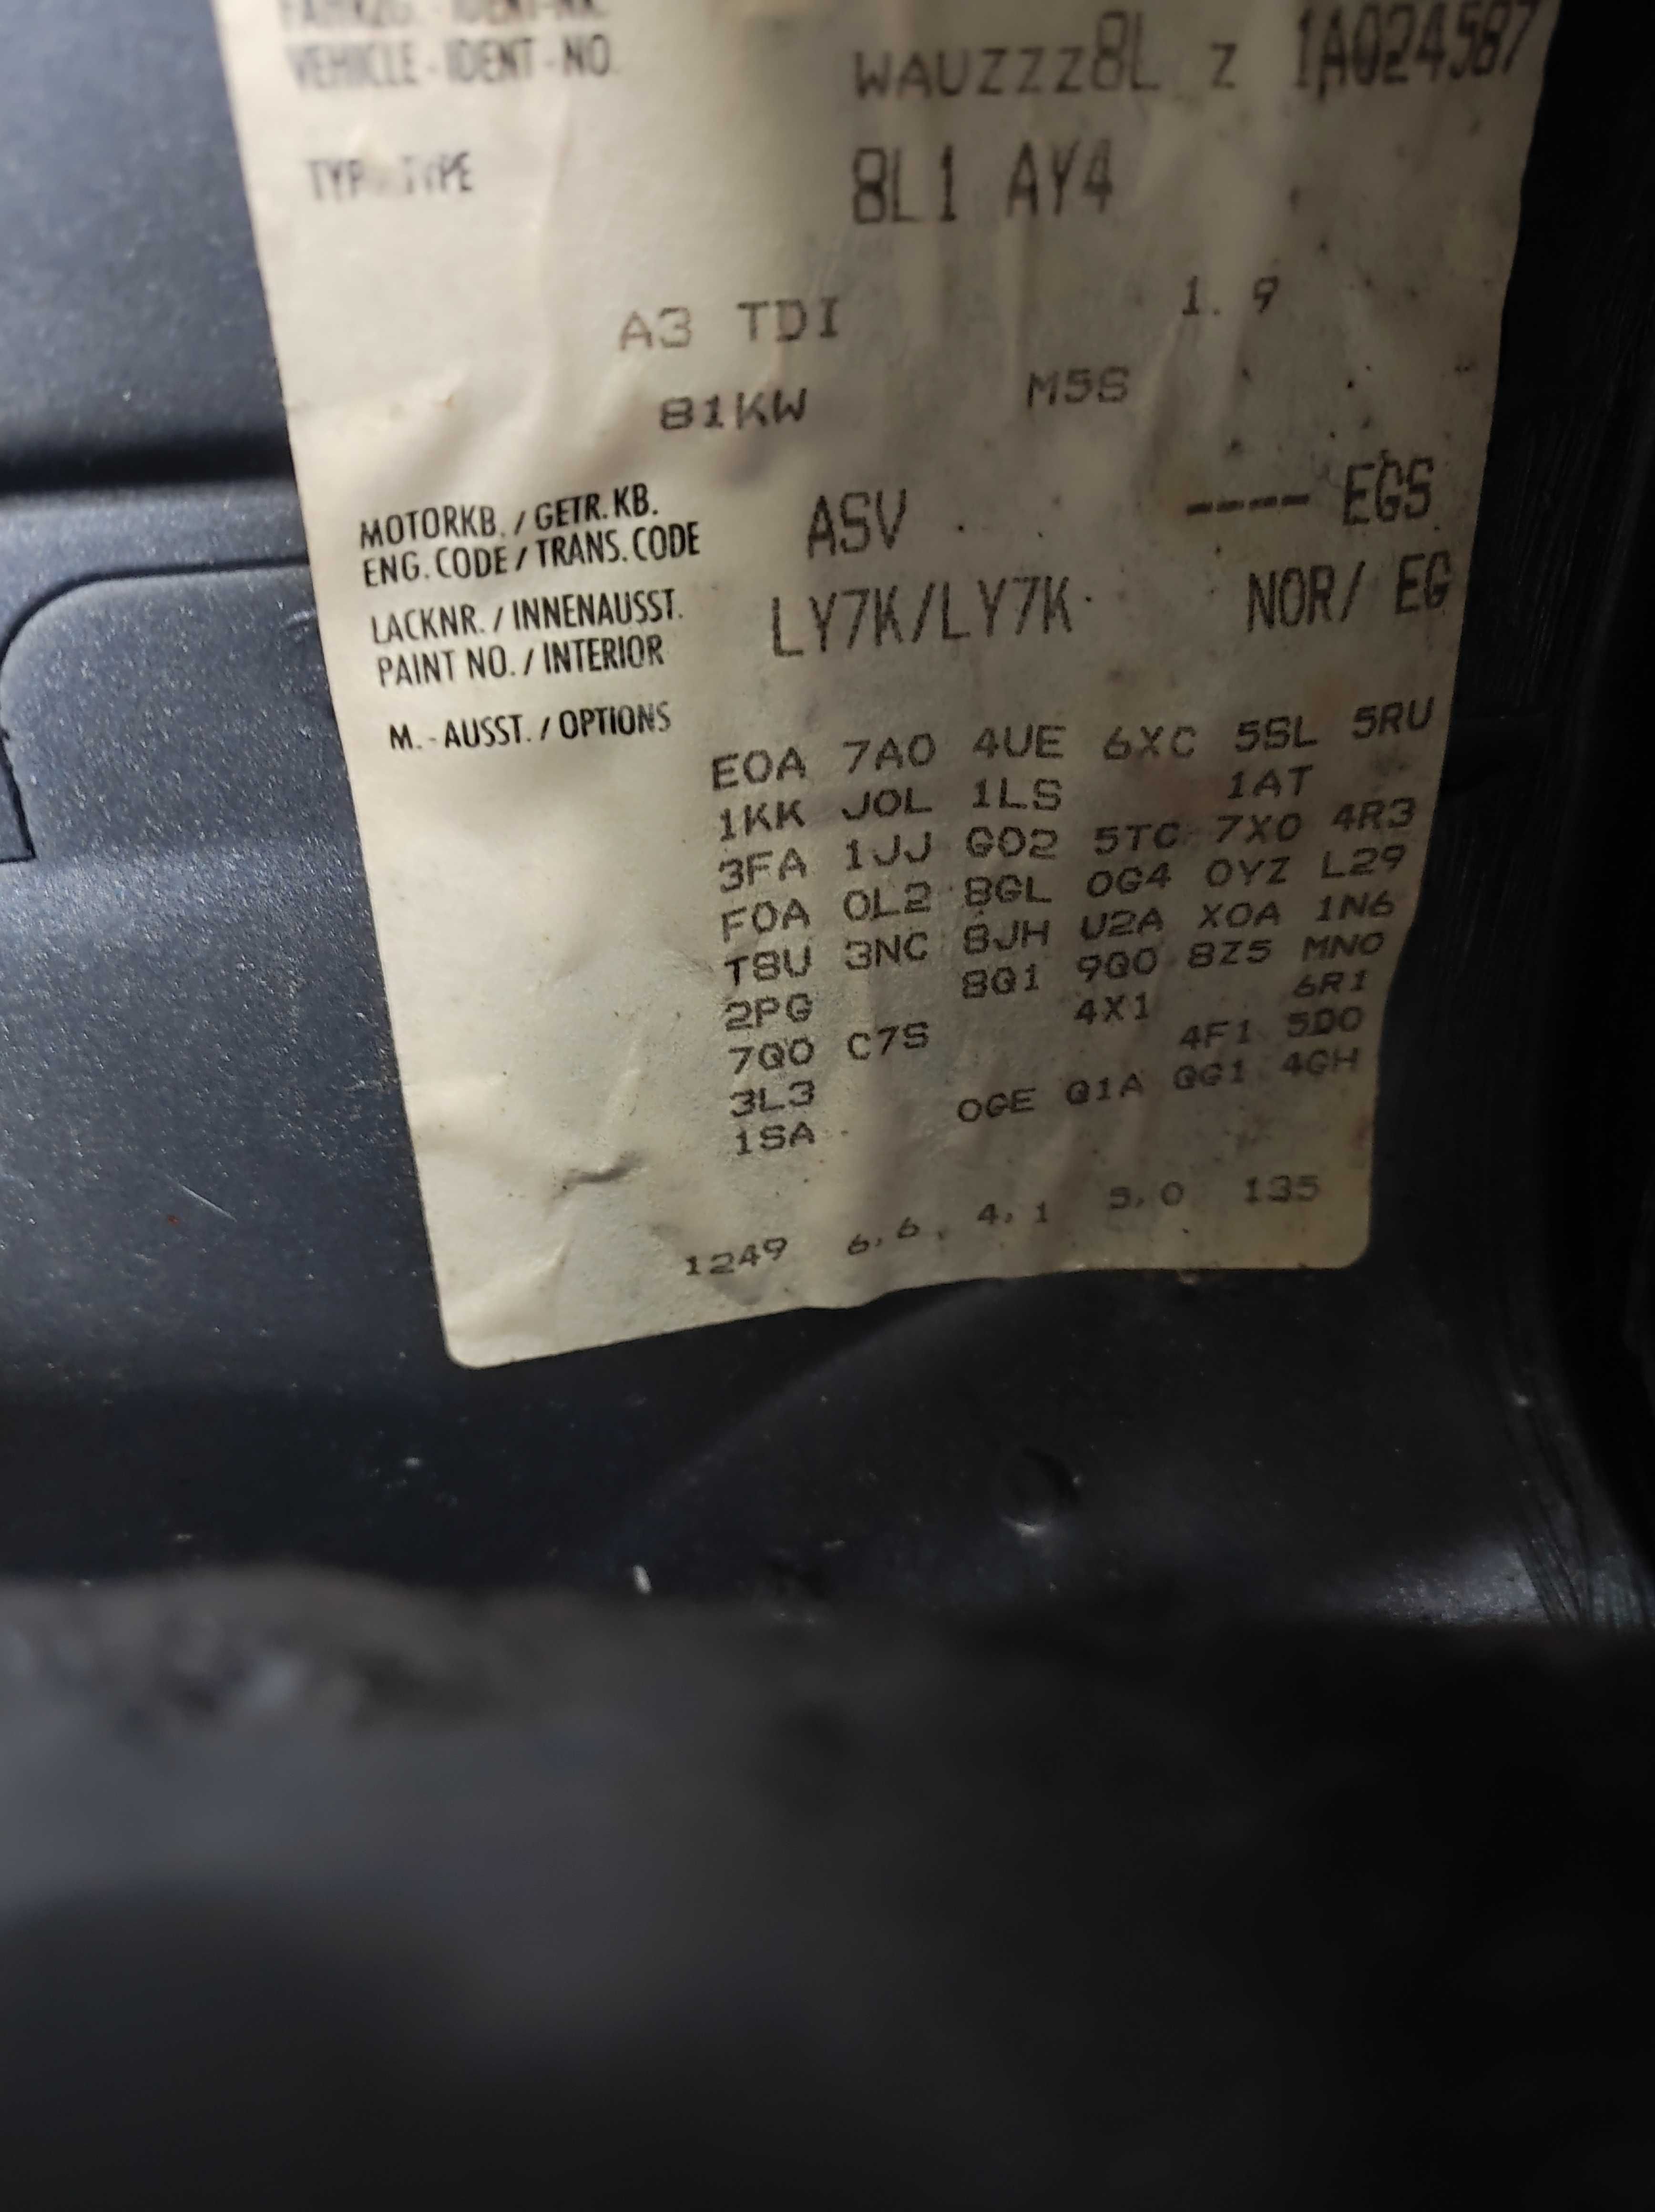 FAHRZG. - IDENT-NR.
VEHICLE - IDENT - NO. WAUZZZ8L Z 1A024587
TYP TYPE 8L1 AY4
A3 TDI 1.9
81KW M5S
MOTORKB. / GETR. KB.
ENG. CODE / TRANS. CODE ASV ---- EGS
LACKNR. / INNENAUSST.
PAINT NO. / INTERIOR LY7K/LY7K NOR/ EG
M. - AUSST. / OPTIONS
E0A 7A0 4UE 6XC 5SL 5RU
1KK J0L 1LS 1AT
3FA 1JJ G02 5TC 7X0 4R3
F0A 0L2 8GL 0G4 0YZ L29
T8U 3NC 8JH U2A X0A 1N6
2PG 8Q1 9Q0 8Z5 MN0
7Q0 C7S 4X1 6R1
3L3 4F1 5D0
1SA 0GE Q1A QG1 4GH
1249 6,6 4,1 5,0 135